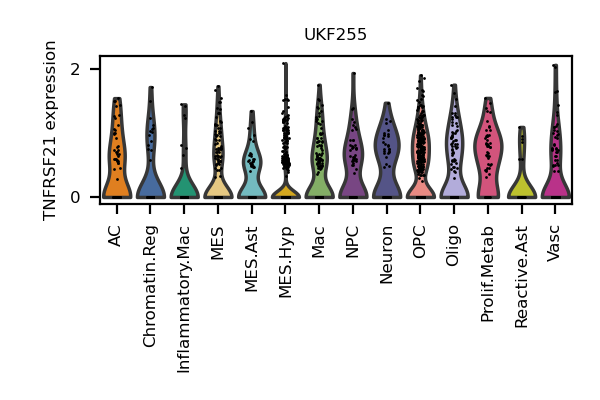 UKF255
TNFRSF21 expression
2
0
AC
Chromatin.Reg
Inflammatory.Mac
MES
MES.Ast
MES.Hyp
Mac
NPC
Neuron
OPC
Oligo
Prolif.Metab
Reactive.Ast
Vasc